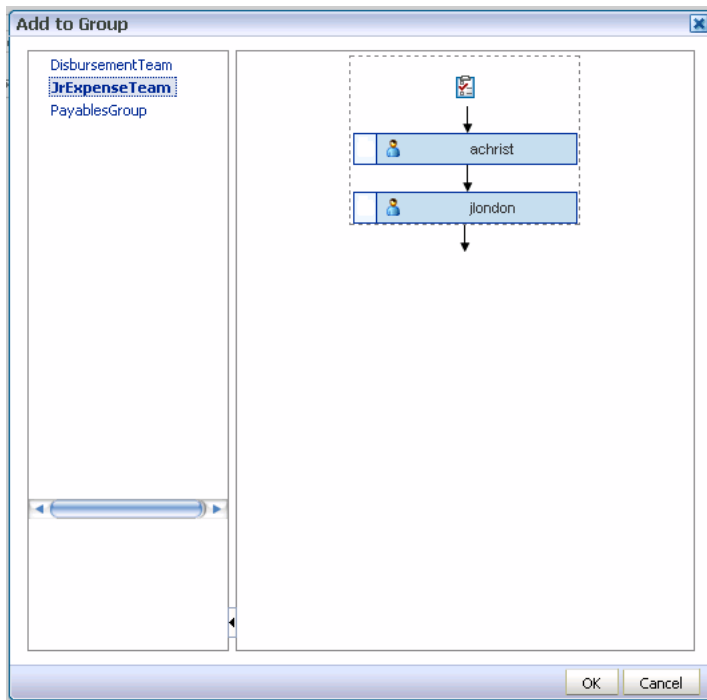 Add to Group
DisbursementTeam
JrExpenseTeam
PayablesGroup
achrist
jlondon
OK
Cancel